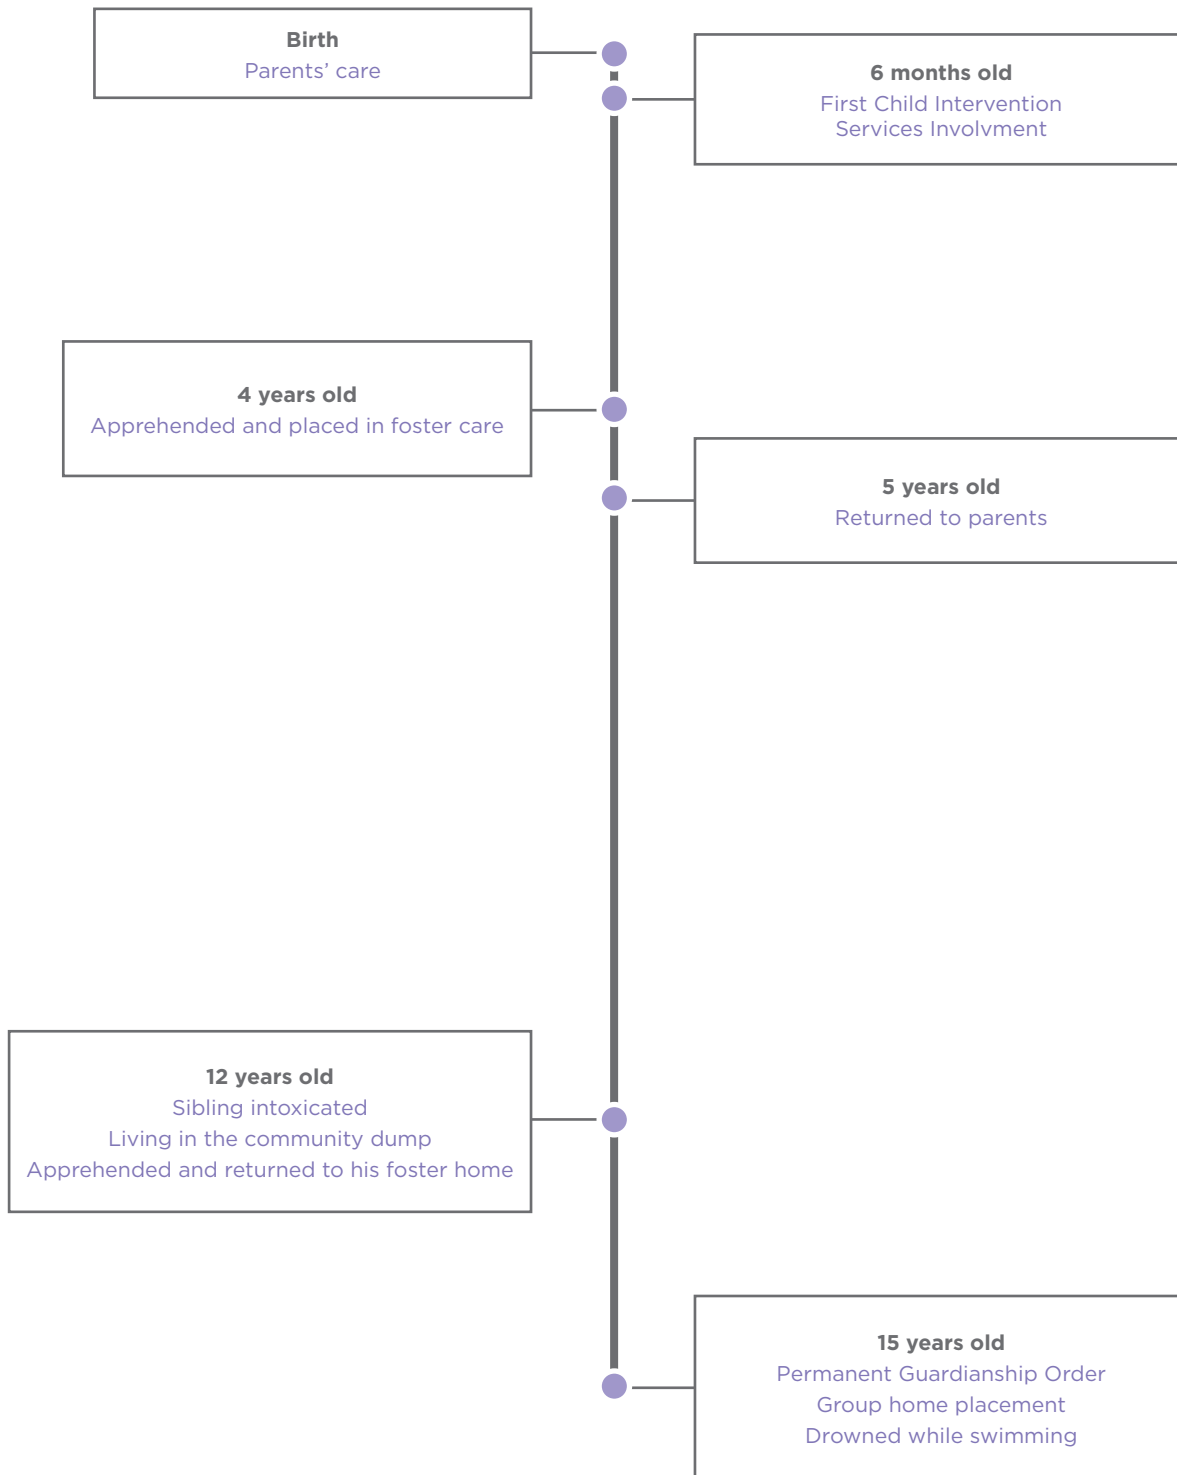 Birth
Parents’ care
6 months old
First Child Intervention
Services Involvment
4 years old
Apprehended and placed in foster care
5 years old
Returned to parents
12 years old
Sibling intoxicated
Living in the community dump
Apprehended and returned to his foster home
15 years old
Permanent Guardianship Order
Group home placement
Drowned while swimming